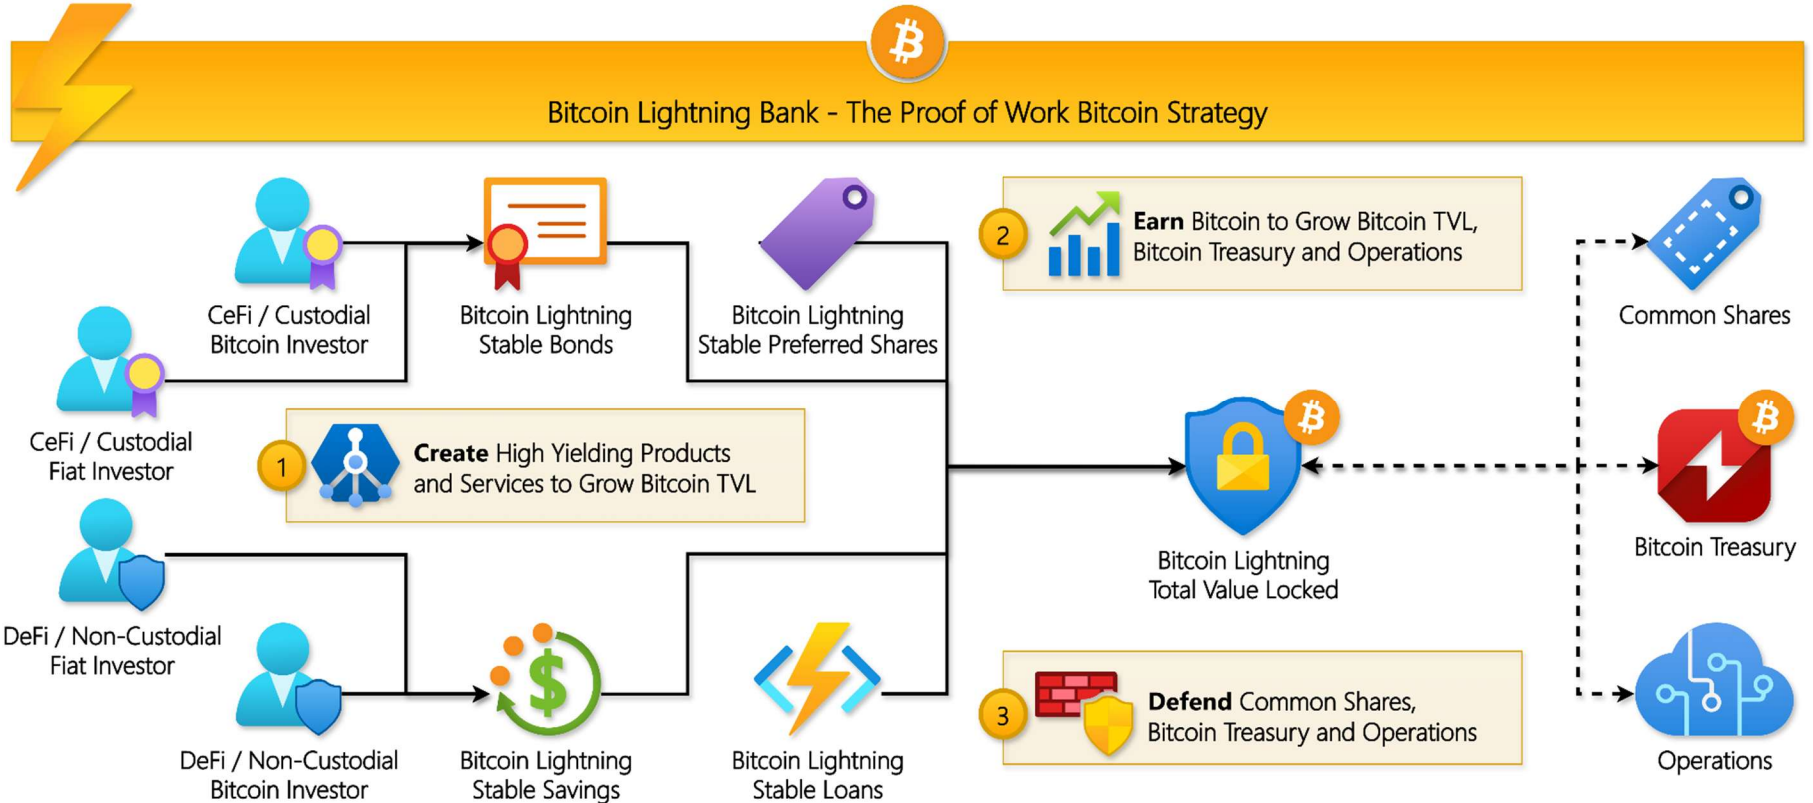 Bitcoin Lightning Bank - The Proof of Work Bitcoin Strategy
CeFi / Custodial
Bitcoin Investor
Bitcoin Lightning
Stable Bonds
Bitcoin Lightning
Stable Preferred Shares
2
Earn Bitcoin to Grow Bitcoin TVL,
Bitcoin Treasury and Operations
Common Shares
CeFi / Custodial
Fiat Investor
1
Create High Yielding Products
and Services to Grow Bitcoin TVL
Bitcoin Lightning
Total Value Locked
Bitcoin Treasury
DeFi / Non-Custodial
Fiat Investor
DeFi / Non-Custodial
Bitcoin Investor
$
Bitcoin Lightning
Stable Savings
Bitcoin Lightning
Stable Loans
3
Defend Common Shares,
Bitcoin Treasury and Operations
Operations